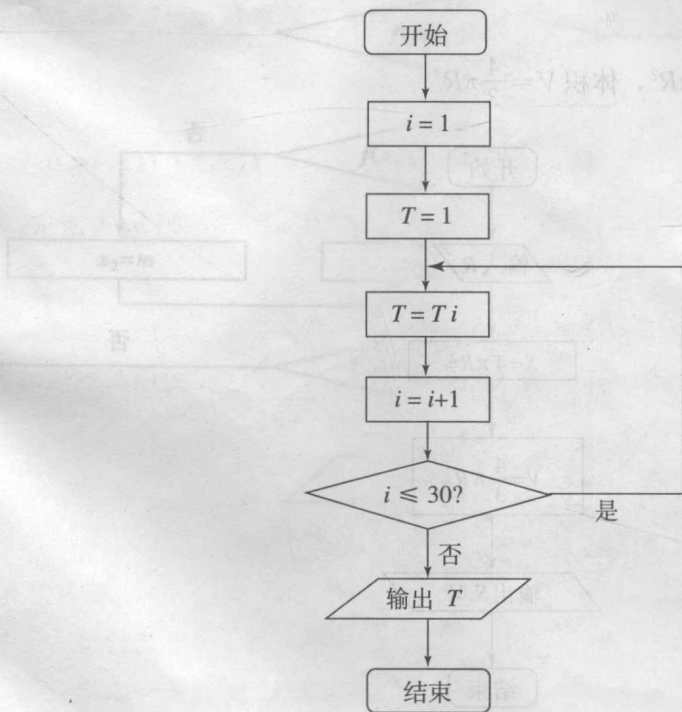 开始
i = 1
T = 1
T = T i
i = i+1
i ≤ 30?
是
否
输出 T
结束